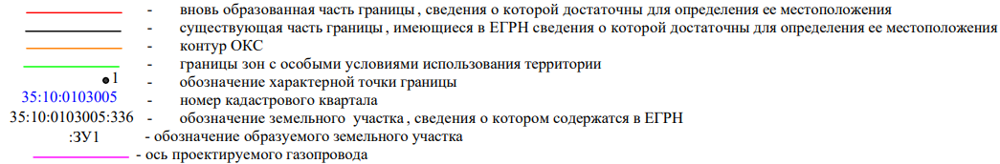 - вновь образованная часть границы, сведения о которой достаточны для определения ее местоположения
- существующая часть границы, имеющиеся в ЕГРН сведения о которой достаточны для определения ее местоположения
- контур ОКС
- границы зон с особыми условиями использования территории
1 - обозначение характерной точки границы
35:10:0103005 - номер кадастрового квартала
35:10:0103005:336 - обозначение земельного участка, сведения о котором содержатся в ЕГРН
:ЗУ1 - обозначение образуемого земельного участка
- ось проектируемого газопровода